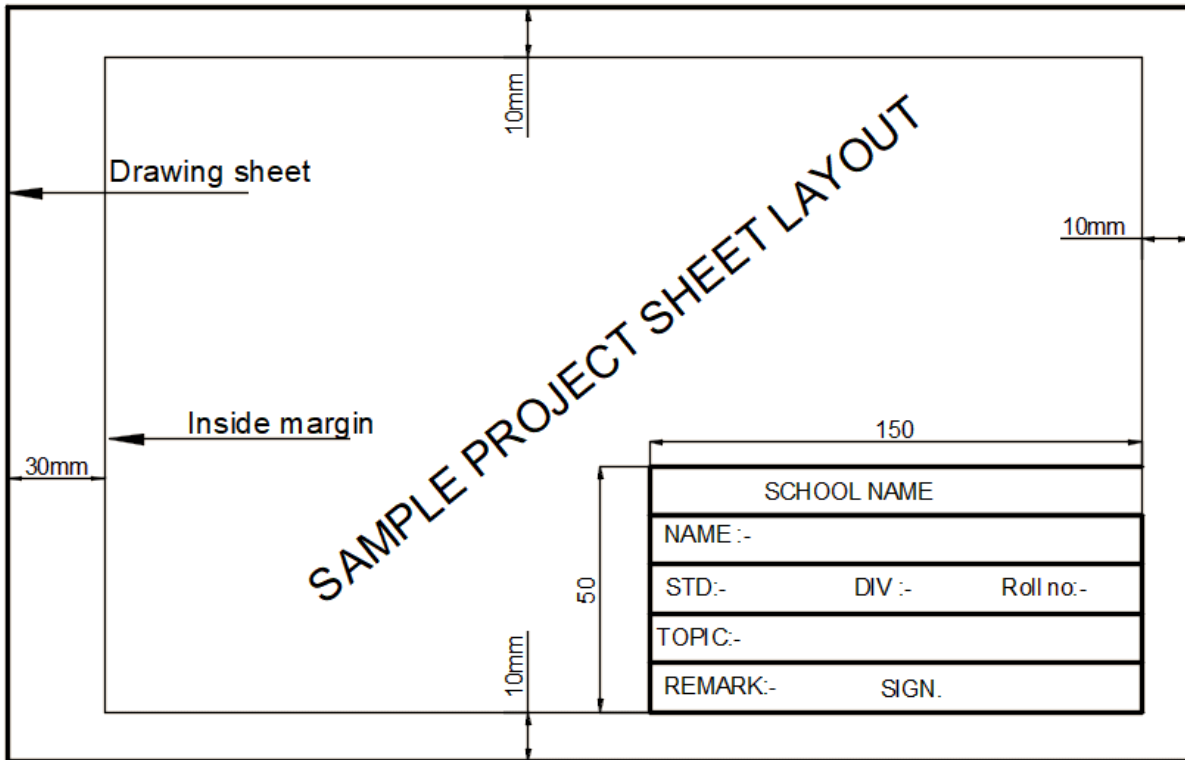 10mm
Drawing sheet
SAMPLE PROJECT SHEET LAYOUT
10mm
Inside margin
30mm
150
50
SCHOOL NAME
NAME :-
STD:- DIV :- Roll no:-
TOPIC:-
REMARK:- SIGN.
10mm